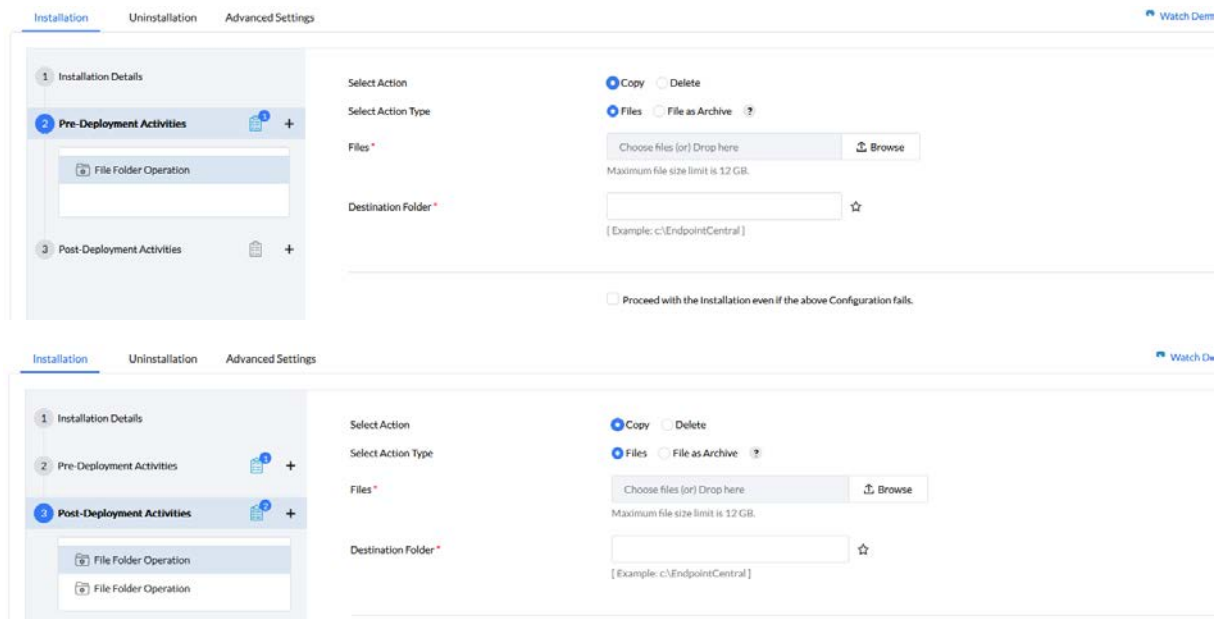 Installation Uninstallation Advanced Settings Watch Dem
1 Installation Details
Select Action Copy Delete
2 Pre-Deployment Activities 1 +
Select Action Type Files File as Archive ?
Files * Choose files (or) Drop here Browse
Maximum file size limit is 12 GB.
File Folder Operation
Destination Folder *
[ Example: c:\EndpointCentral ]
3 Post-Deployment Activities +
Proceed with the Installation even if the above Configuration fails.
Installation Uninstallation Advanced Settings Watch De
1 Installation Details
Select Action Copy Delete
2 Pre-Deployment Activities 1 +
Select Action Type Files File as Archive ?
Files * Choose files (or) Drop here Browse
Maximum file size limit is 12 GB.
3 Post-Deployment Activities 2 +
Destination Folder *
[ Example: c:\EndpointCentral ]
File Folder Operation
File Folder Operation